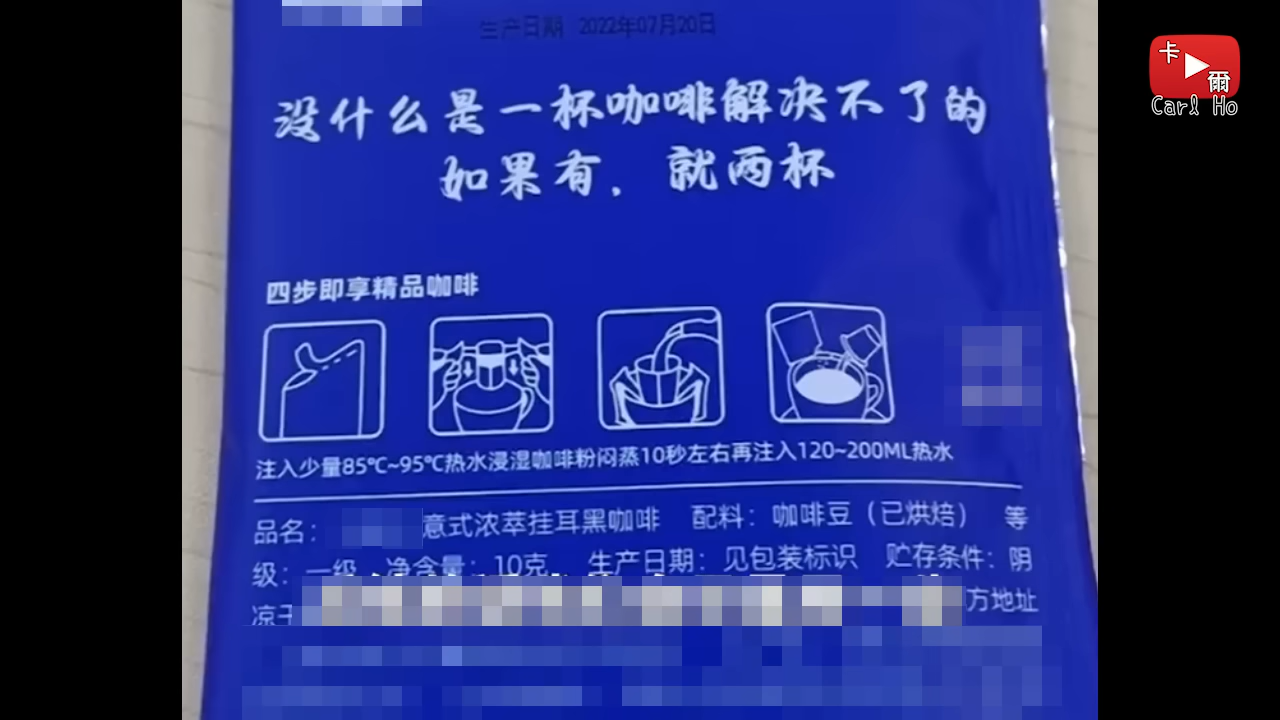 生产日期 2022年07月20日
卡
爾
Carl Ho
没什么是一杯咖啡解决不了的
如果有，就两杯
四步即享精品咖啡
注入少量85℃~95℃热水浸湿咖啡粉闷蒸10秒左右再注入120~200ML热水
品名： 意式浓萃挂耳黑咖啡 配料：咖啡豆（已烘焙） 等
级：一级 净含量：10克 生产日期：见包装标识 贮存条件：阴
凉干 方地址